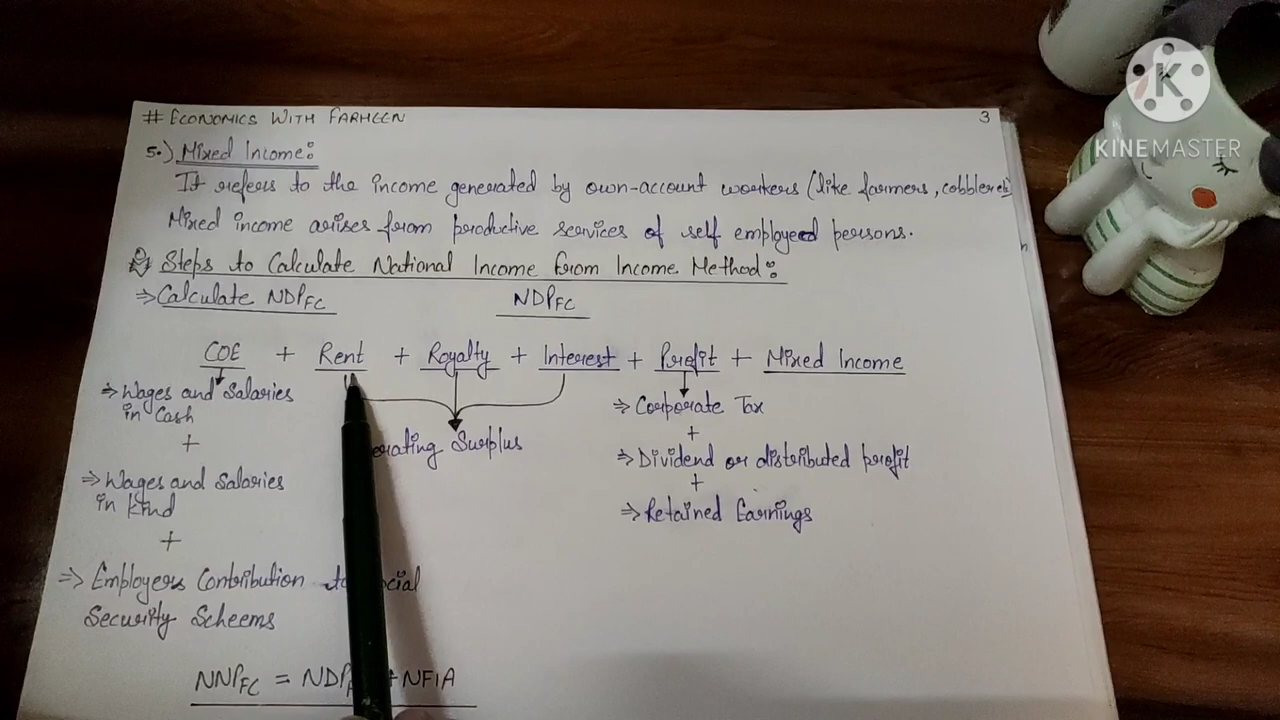 # ECONOMICS WITH FARHEEN 3
5.) Mixed Income:
It refers to the income generated by own-account workers (like farmers, cobbler etc)
Mixed income arises from productive services of self employed persons.
Steps to Calculate National Income from Income Method:
⇒ Calculate NDPFC NDPFC
COE + Rent + Royalty + Interest + Profit + Mixed Income
⇒ Wages and Salaries
in Cash
+
⇒ Wages and Salaries
in Kind
+
⇒ Employers Contribution to
Security Scheems
erating Surplus
⇒ Corporate Tax
+
⇒ Dividend or distributed profit
+
⇒ Retained Earnings
NNPFC = NDP + NFIA
K
KINEMASTER